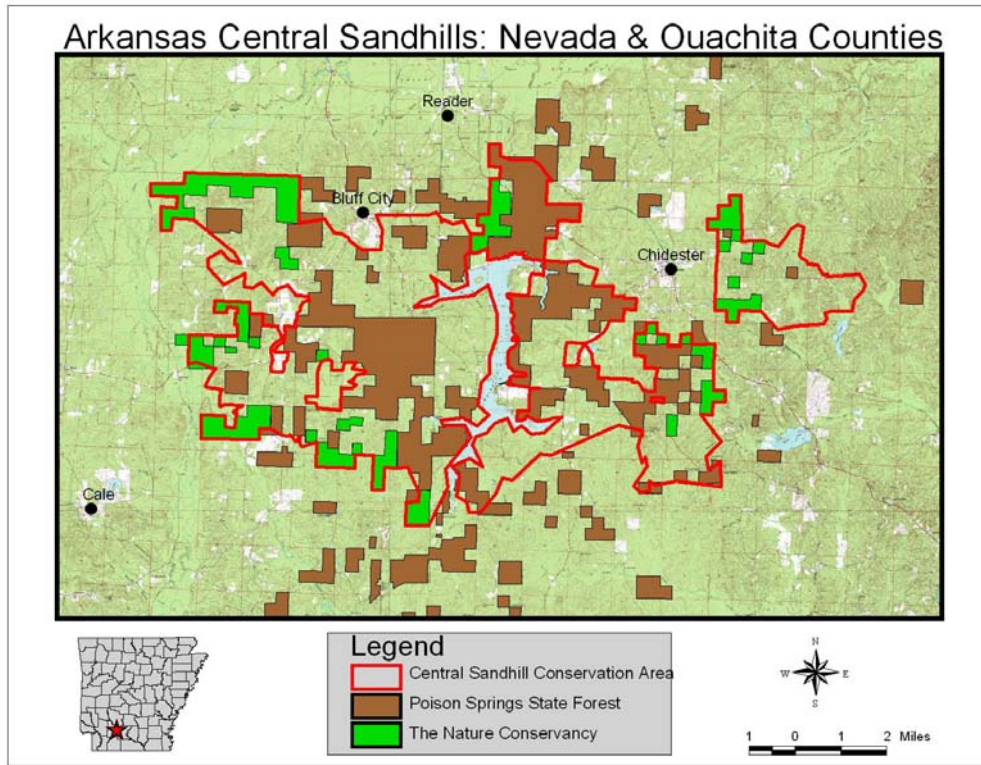 Arkansas Central Sandhills: Nevada & Ouachita Counties
Reader
Bluff City
Chidester
Cale
Legend
Central Sandhill Conservation Area
Poison Springs State Forest
The Nature Conservancy
N
W E
S
1 0 1 2 Miles